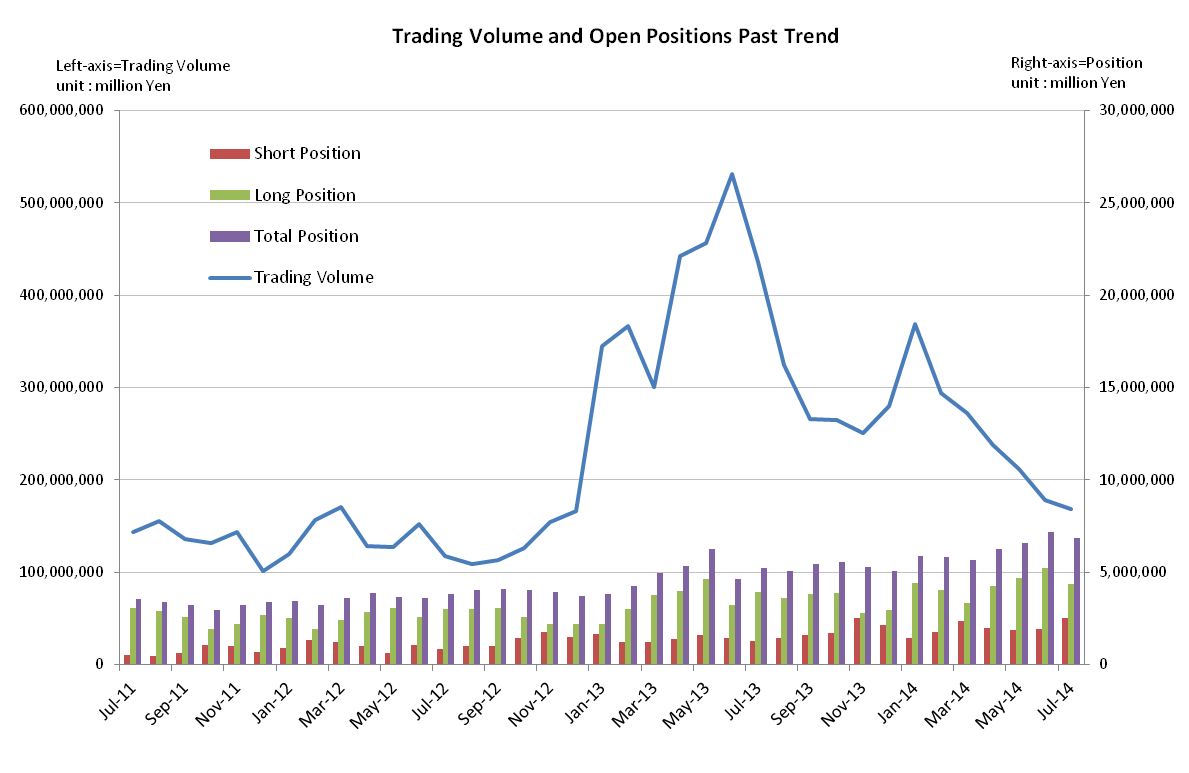 Trading Volume and Open Positions Past Trend
Left-axis=Trading Volume
unit : million Yen
Right-axis=Position
unit : million Yen
600,000,000
500,000,000
400,000,000
300,000,000
200,000,000
100,000,000
0
30,000,000
25,000,000
20,000,000
15,000,000
10,000,000
5,000,000
0
Short Position
Long Position
Total Position
Trading Volume
Jul-11
Sep-11
Nov-11
Jan-12
Mar-12
May-12
Jul-12
Sep-12
Nov-12
Jan-13
Mar-13
May-13
Jul-13
Sep-13
Nov-13
Jan-14
Mar-14
May-14
Jul-14